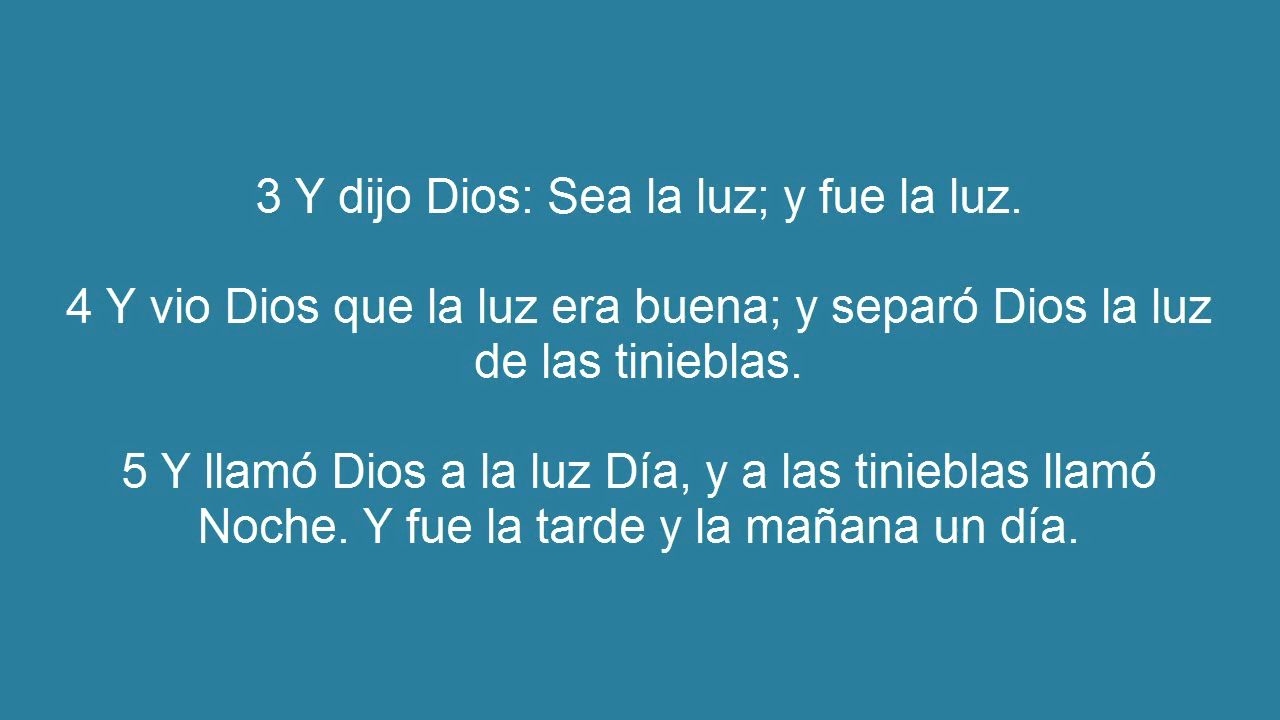 3 Y dijo Dios: Sea la luz; y fue la luz.
4 Y vio Dios que la luz era buena; y separó Dios la luz
de las tinieblas.
5 Y llamó Dios a la luz Día, y a las tinieblas llamó
Noche. Y fue la tarde y la mañana un día.